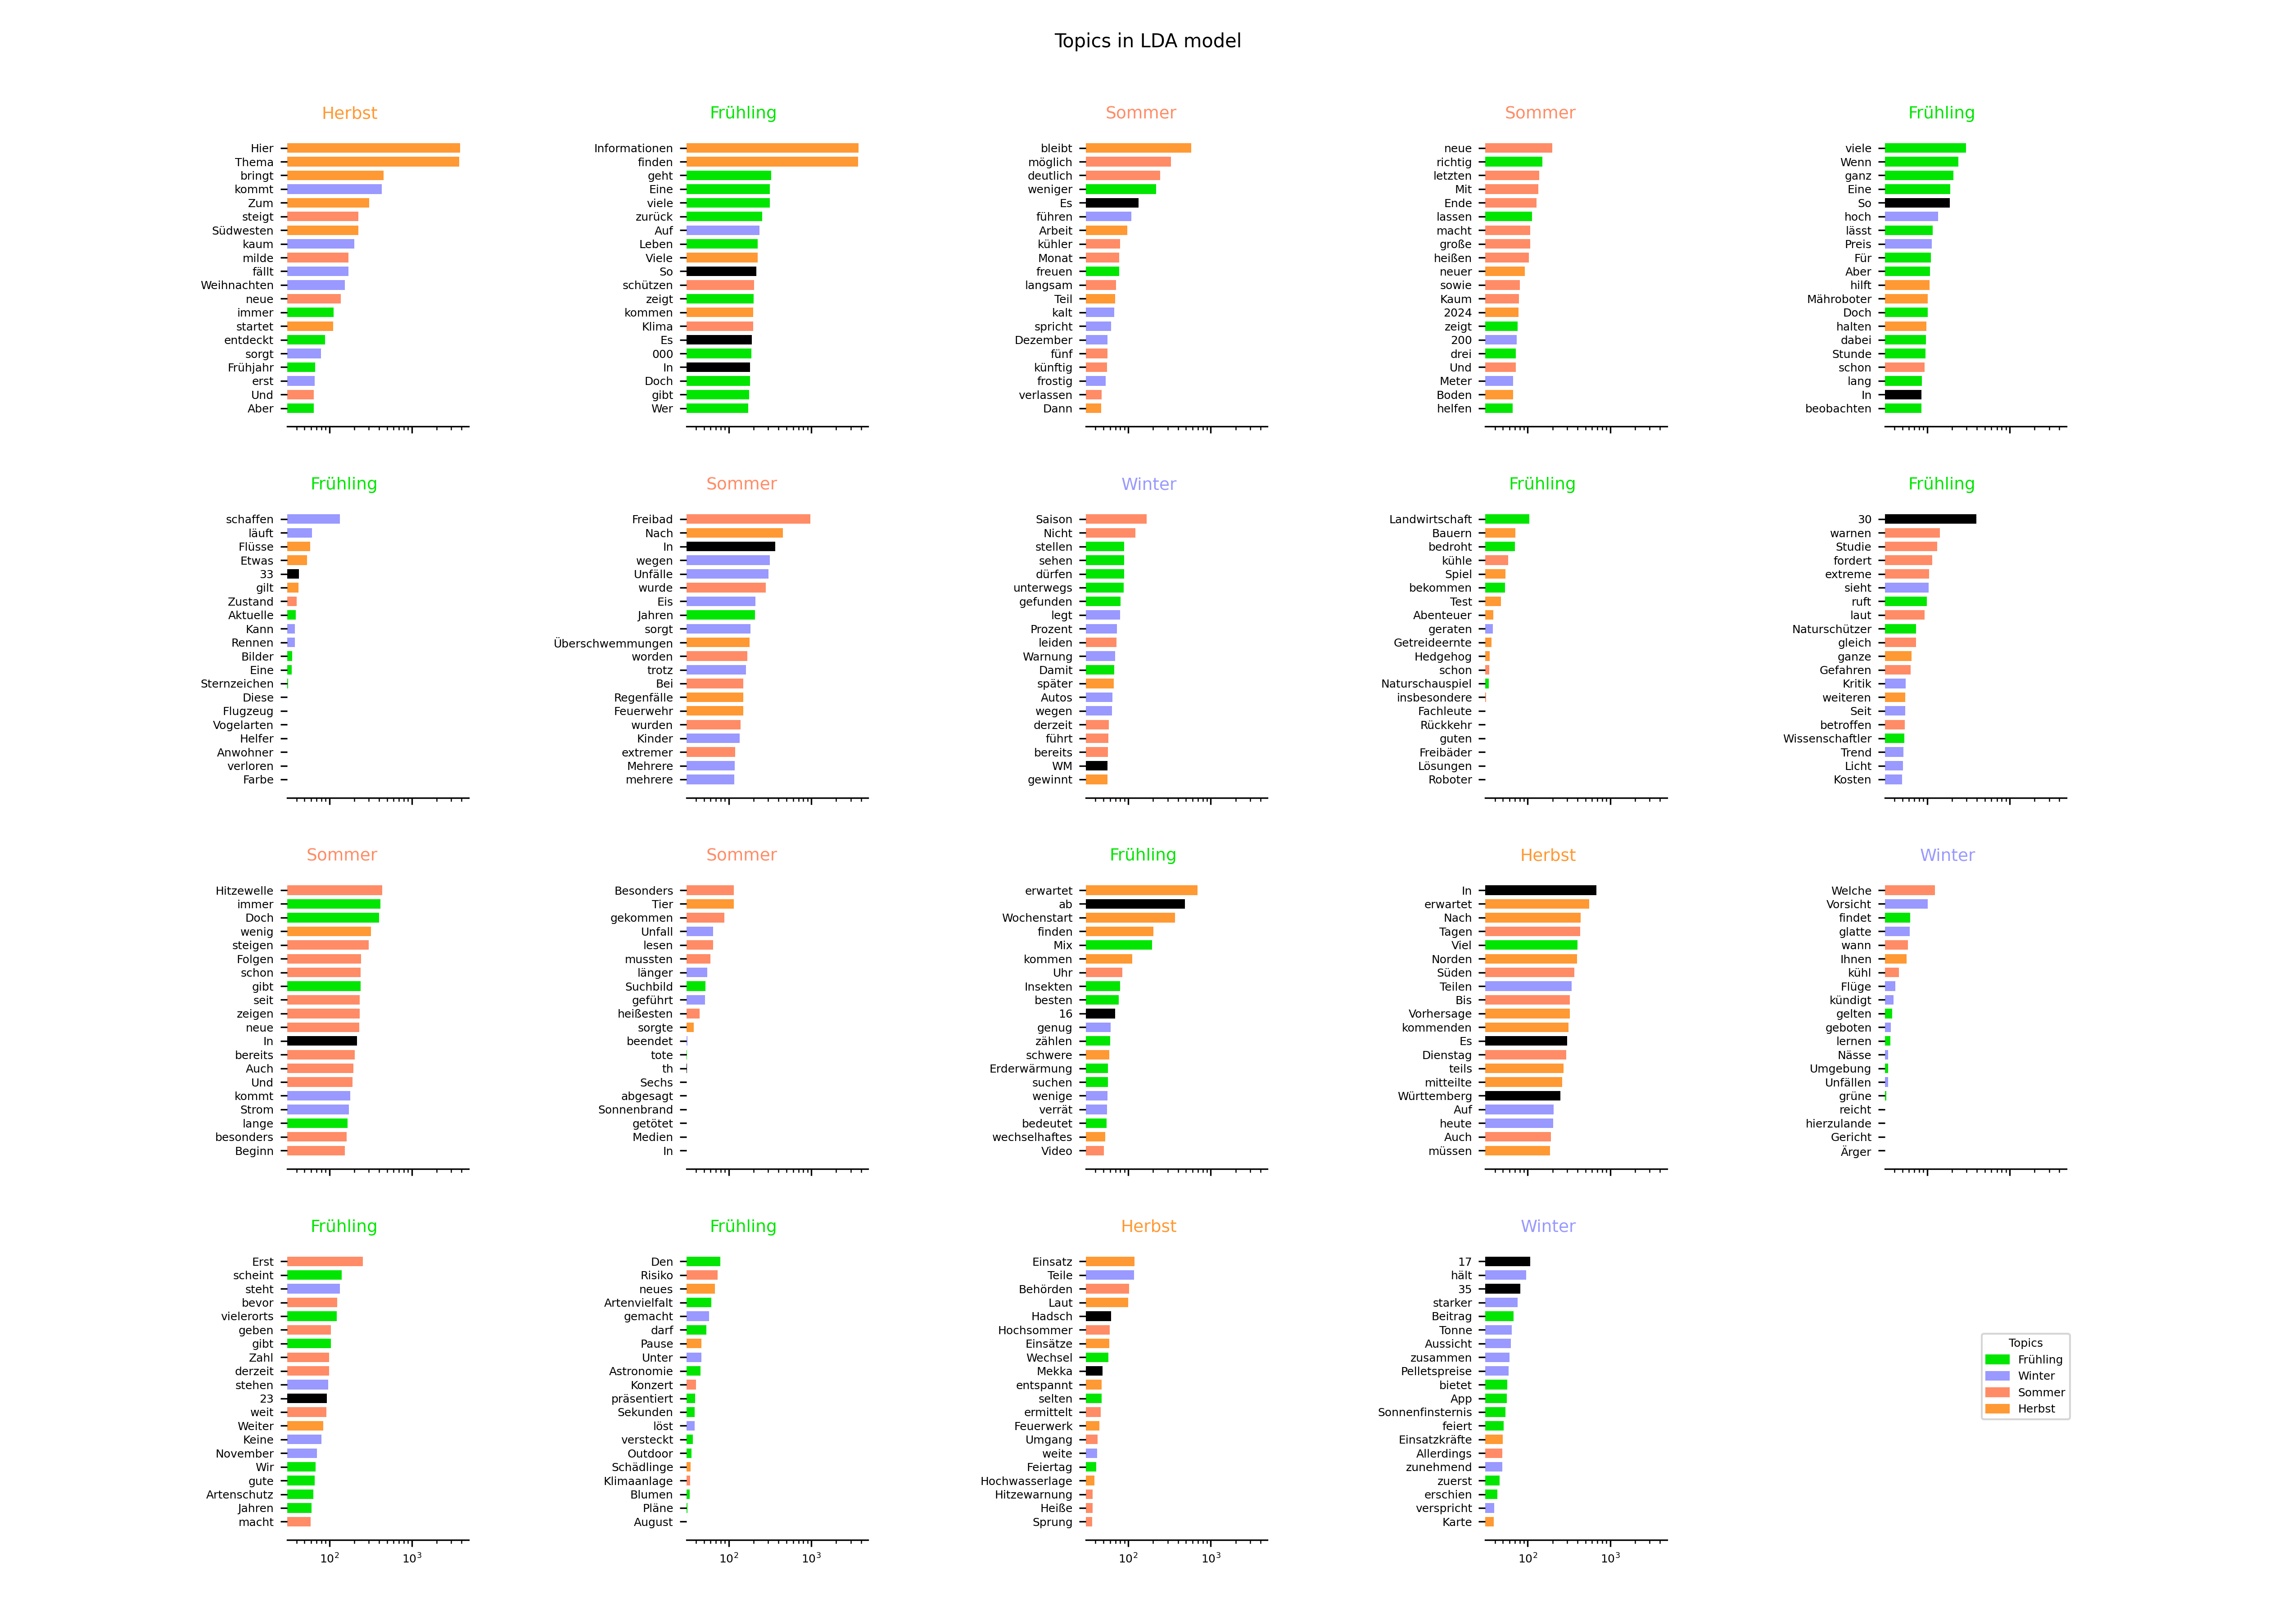 Topics in LDA model
Herbst
Hier
Thema
bringt
kommt
Zum
steigt
Südwesten
kaum
milde
fällt
Weihnachten
neue
immer
startet
entdeckt
sorgt
Frühjahr
erst
Und
Aber
Frühling
Informationen
finden
geht
Eine
viele
zurück
Auf
Leben
Viele
So
schützen
zeigt
kommen
Klima
Es
000
In
Doch
gibt
Wer
Sommer
bleibt
möglich
deutlich
weniger
Es
führen
Arbeit
kühler
Monat
freuen
langsam
Teil
kalt
spricht
Dezember
fünf
künftig
frostig
verlassen
Dann
Sommer
neue
richtig
letzten
Mit
Ende
lassen
macht
große
heißen
neuer
sowie
Kaum
2024
zeigt
200
drei
Und
Meter
Boden
helfen
Frühling
viele
Wenn
ganz
Eine
So
hoch
lässt
Preis
Für
Aber
hilft
Mähroboter
Doch
halten
dabei
Stunde
schon
lang
In
beobachten
Frühling
schaffen
läuft
Flüsse
Etwas
33
gilt
Zustand
Aktuelle
Kann
Rennen
Bilder
Eine
Sternzeichen
Diese
Flugzeug
Vogelarten
Helfer
Anwohner
verloren
Farbe
Sommer
Freibad
Nach
In
wegen
Unfälle
wurde
Eis
Jahren
sorgt
Überschwemmungen
worden
trotz
Bei
Regenfälle
Feuerwehr
wurden
Kinder
extremer
Mehrere
mehrere
Winter
Saison
Nicht
stellen
sehen
dürfen
unterwegs
gefunden
legt
Prozent
leiden
Warnung
Damit
später
Autos
wegen
derzeit
führt
bereits
WM
gewinnt
Frühling
Landwirtschaft
Bauern
bedroht
kühle
Spiel
bekommen
Test
Abenteuer
geraten
Getreideernte
Hedgehog
schon
Naturschauspiel
insbesondere
Fachleute
Rückkehr
guten
Freibäder
Lösungen
Roboter
Frühling
30
warnen
Studie
fordert
extreme
sieht
ruft
laut
Naturschützer
gleich
ganze
Gefahren
Kritik
weiteren
Seit
betroffen
Wissenschaftler
Trend
Licht
Kosten
Sommer
Hitzewelle
immer
Doch
wenig
steigen
Folgen
schon
gibt
seit
zeigen
neue
In
bereits
Auch
Und
kommt
Strom
lange
besonders
Beginn
Sommer
Besonders
Tier
gekommen
Unfall
lesen
mussten
länger
Suchbild
geführt
heißesten
sorgte
beendet
tote
th
Sechs
abgesagt
Sonnenbrand
getötet
Medien
In
Frühling
erwartet
ab
Wochenstart
finden
Mix
kommen
Uhr
Insekten
besten
16
genug
zählen
schwere
Erderwärmung
suchen
wenige
verrät
bedeutet
wechselhaftes
Video
Herbst
In
erwartet
Nach
Tagen
Viel
Norden
Süden
Teilen
Bis
Vorhersage
kommenden
Es
Dienstag
teils
mitteilte
Württemberg
Auf
heute
Auch
müssen
Winter
Welche
Vorsicht
findet
glatte
wann
Ihnen
kühl
Flüge
kündigt
gelten
geboten
lernen
Nässe
Umgebung
Unfällen
grüne
reicht
hierzulande
Gericht
Ärger
Frühling
Erst
scheint
steht
bevor
vielerorts
geben
gibt
Zahl
derzeit
stehen
23
weit
Weiter
Keine
November
Wir
gute
Artenschutz
Jahren
macht
10²
10³
Frühling
Den
Risiko
neues
Artenvielfalt
gemacht
darf
Pause
Unter
Astronomie
Konzert
präsentiert
Sekunden
löst
versteckt
Outdoor
Schädlinge
Klimaanlage
Blumen
Pläne
August
10²
10³
Herbst
Einsatz
Teile
Behörden
Laut
Hadsch
Hochsommer
Einsätze
Wechsel
Mekka
entspannt
selten
ermittelt
Feuerwerk
Umgang
weite
Feiertag
Hochwasserlage
Hitzewarnung
Heiße
Sprung
10²
10³
Winter
17
hält
35
starker
Beitrag
Tonne
Aussicht
zusammen
Pelletspreise
bietet
App
Sonnenfinsternis
feiert
Einsatzkräfte
Allerdings
zunehmend
zuerst
erschien
verspricht
Karte
10²
10³
Topics
Frühling
Winter
Sommer
Herbst